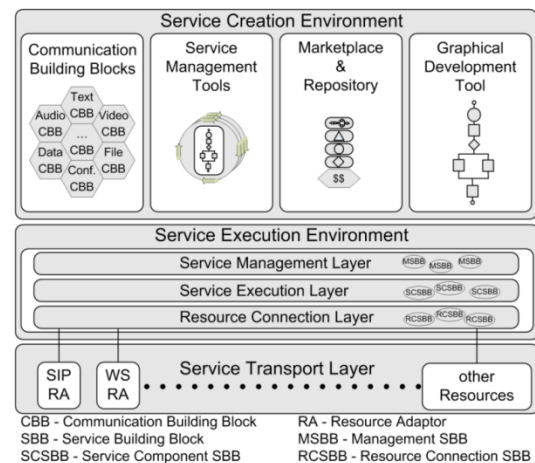 Service Creation Environment
Communication
Building Blocks
Text
CBB
Audio
CBB
Video
CBB
...
CBB
Data
CBB
File
CBB
Conf.
CBB
Service
Management
Tools
Marketplace
&
Repository
$$
Graphical
Development
Tool
Service Execution Environment
Service Management Layer
MSBB MSBB MSBB
Service Execution Layer
SCSBB SCSBB SCSBB
Resource Connection Layer
RCSBB RCSBB RCSBB
Service Transport Layer
SIP
RA
WS
RA
other
Resources
CBB - Communication Building Block
SBB - Service Building Block
SCSBB - Service Component SBB
RA - Resource Adaptor
MSBB - Management SBB
RCSBB - Resource Connection SBB